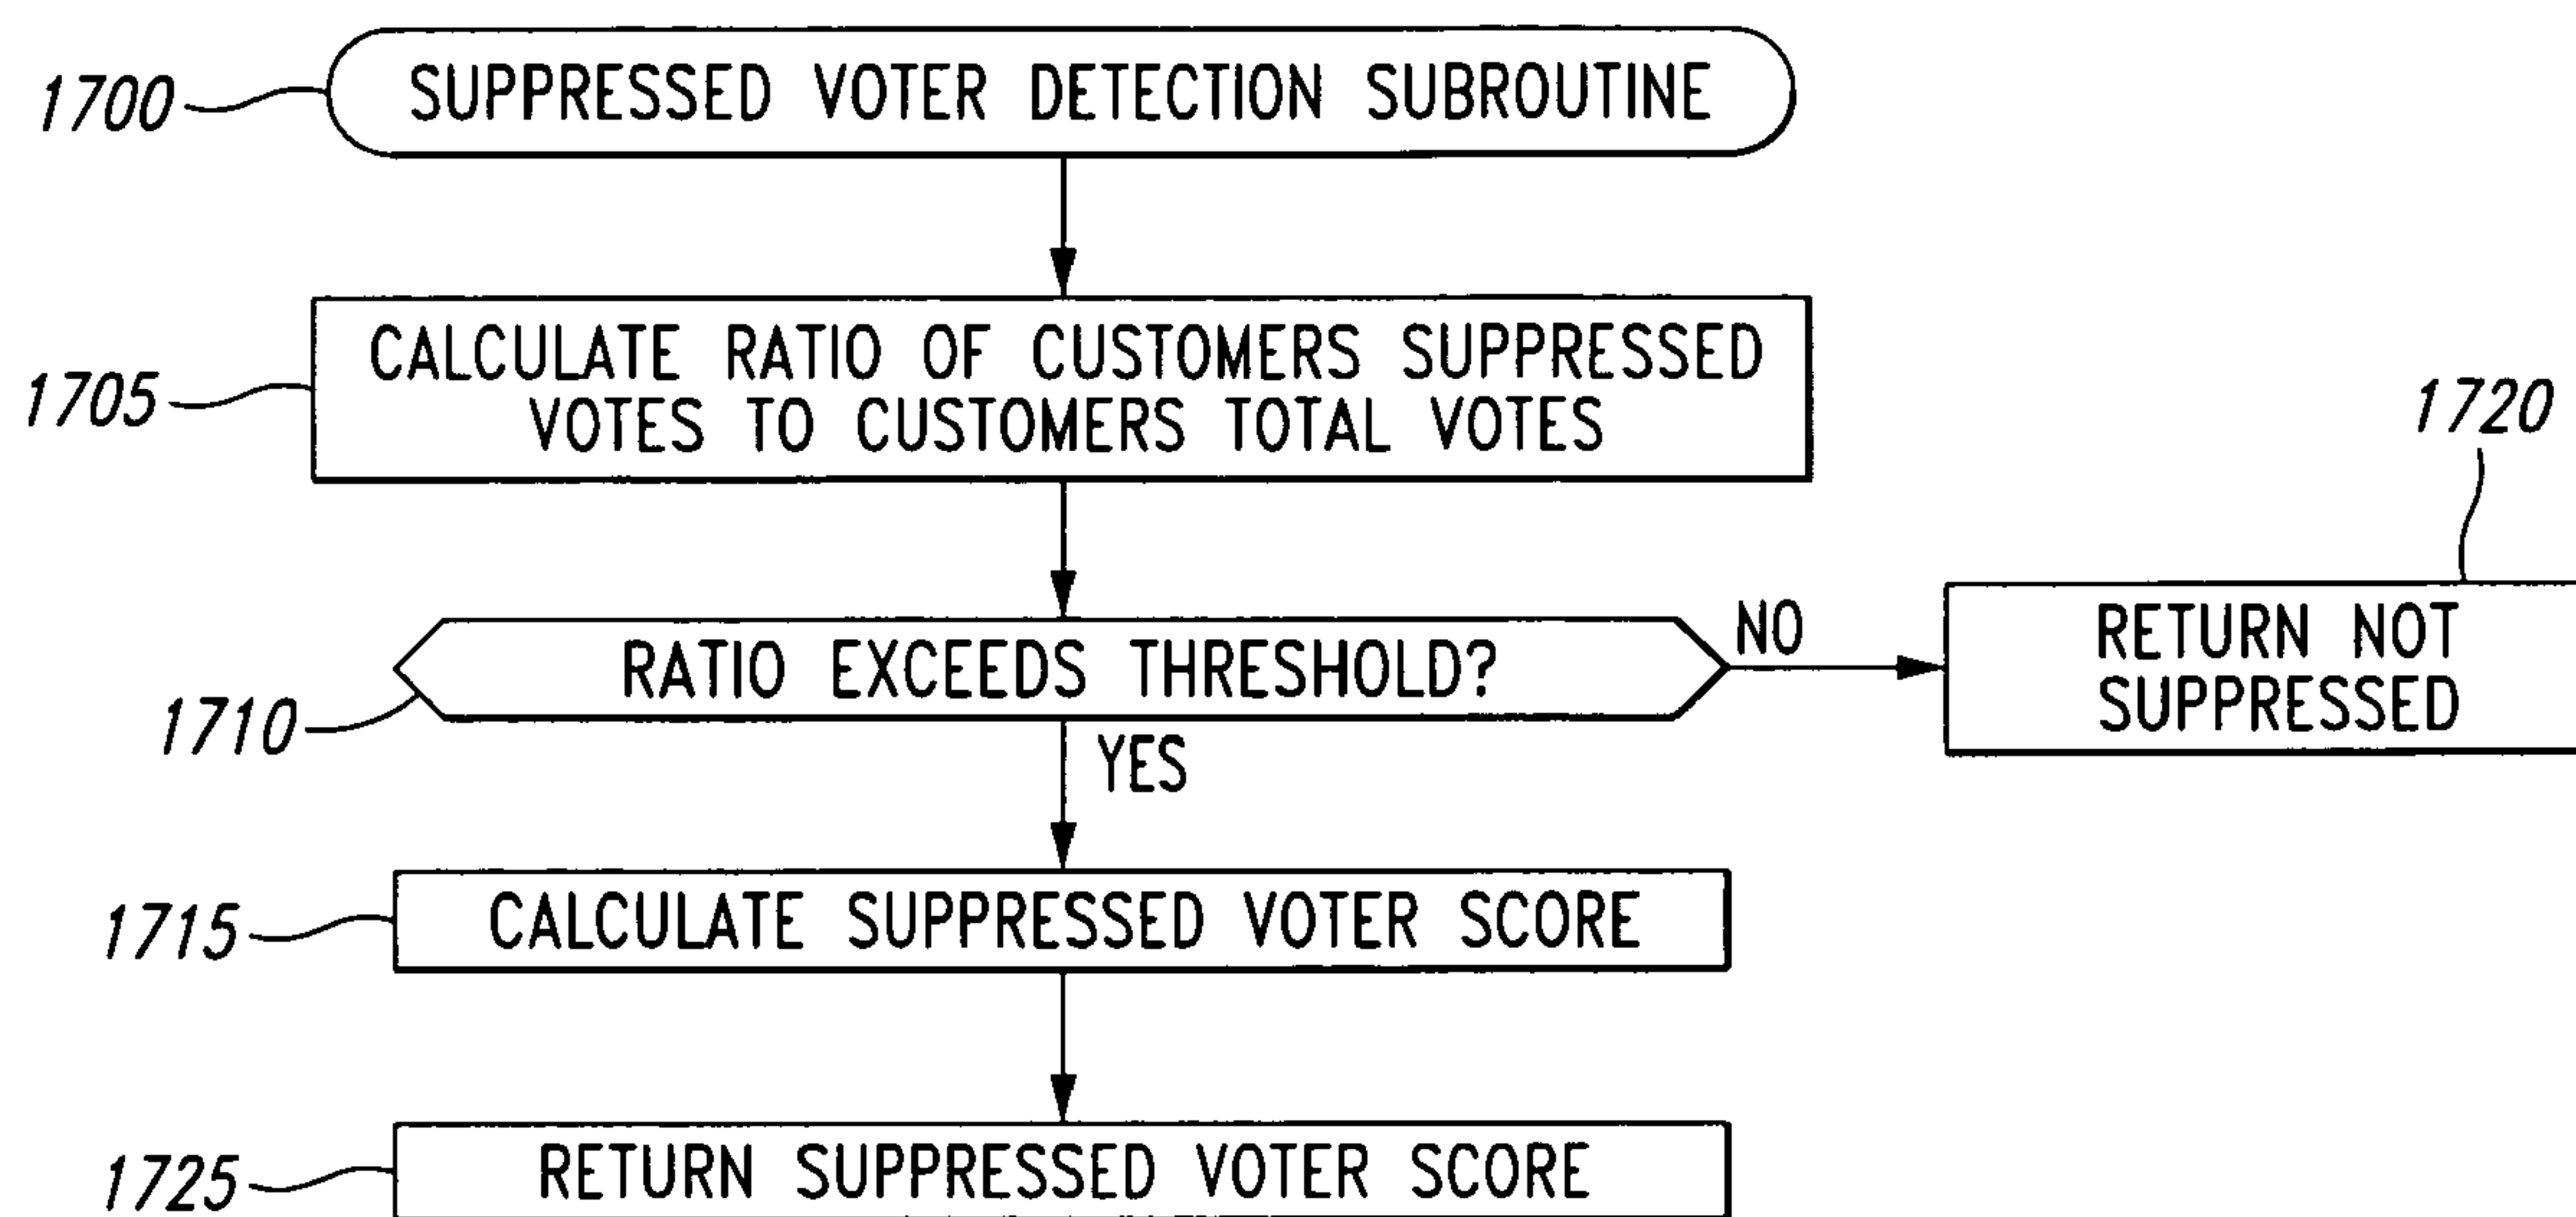 1700
SUPPRESSED VOTER DETECTION SUBROUTINE
1705
CALCULATE RATIO OF CUSTOMERS SUPPRESSED
VOTES TO CUSTOMERS TOTAL VOTES
1720
1710
RATIO EXCEEDS THRESHOLD?
NO
RETURN NOT
SUPPRESSED
YES
1715
CALCULATE SUPPRESSED VOTER SCORE
1725
RETURN SUPPRESSED VOTER SCORE